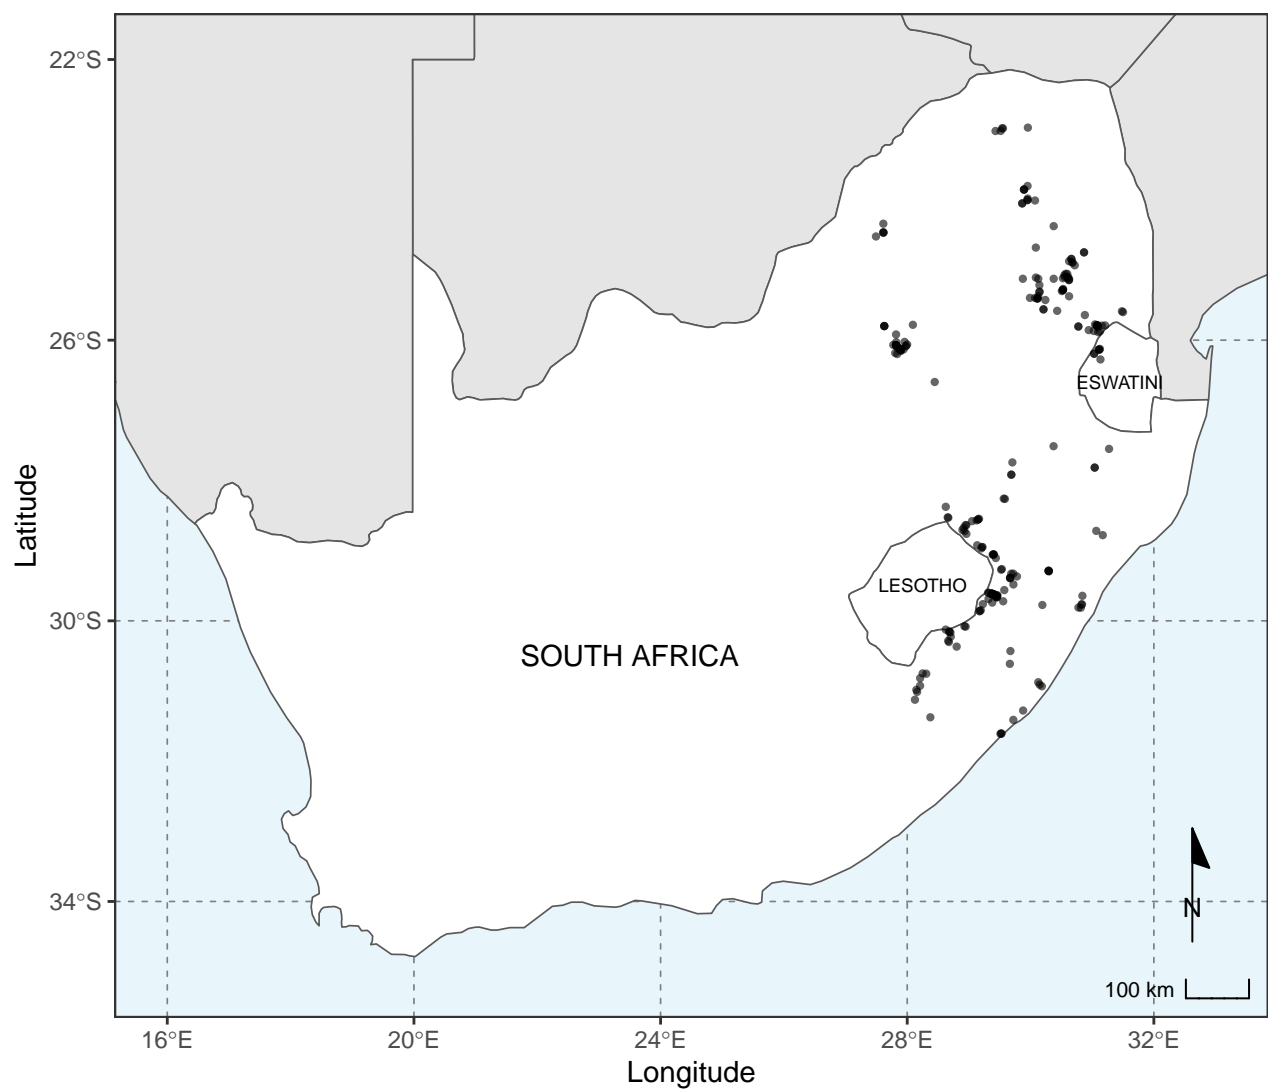 22°S
26°S
30°S
34°S
Latitude
ESWATINI
LESOTHO
SOUTH AFRICA
N
100 km
16°E
20°E
24°E
28°E
32°E
Longitude